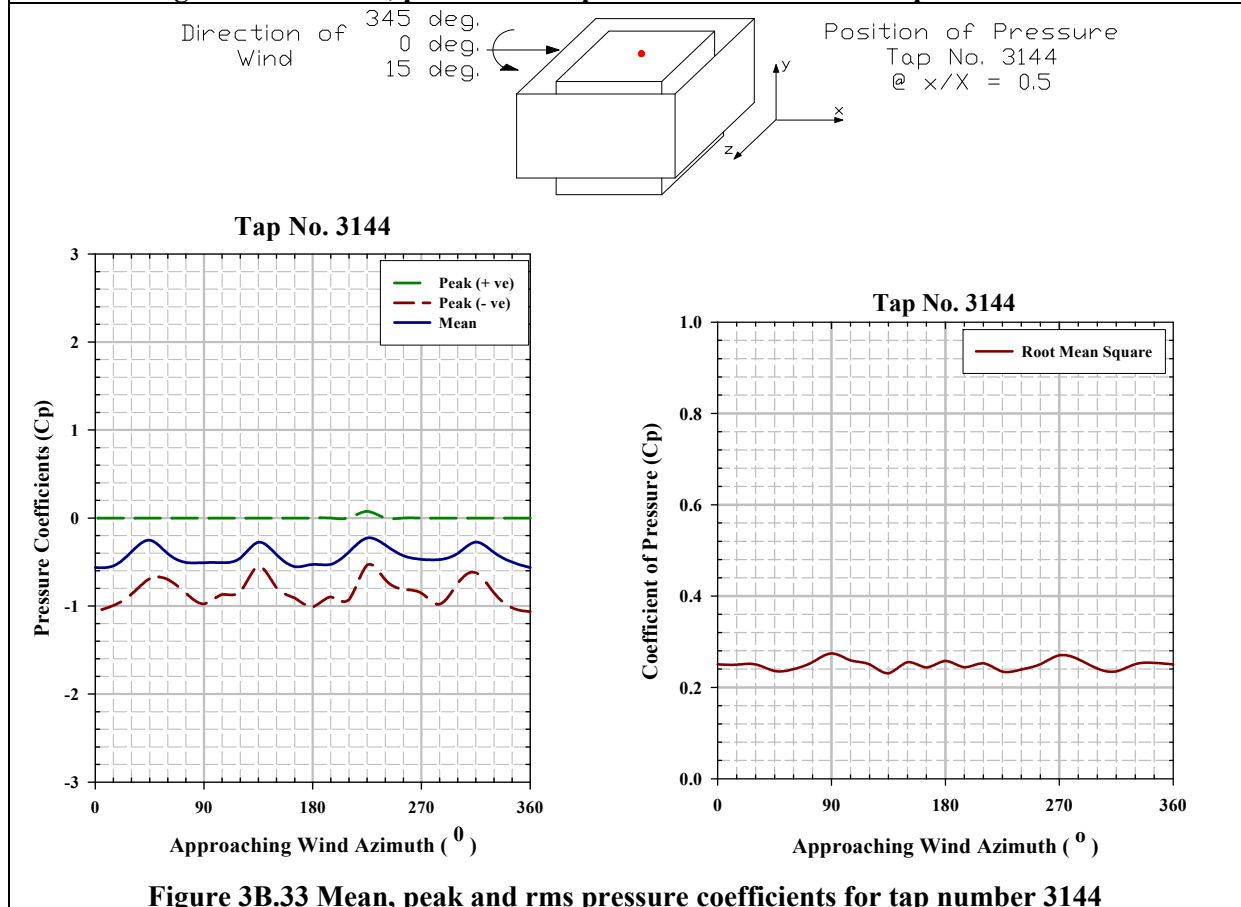 345 deg.
Direction of
0 deg.
Wind
15 deg.
Position of Pressure
Tap No. 3144
@ x/X = 0.5
y
x
z
Tap No. 3144
Peak (+ ve)
Peak (- ve)
Mean
3
2
1
0
-1
-2
-3
Pressure Coefficients (Cp)
0 90 180 270 360
Approaching Wind Azimuth ( 0 )
Tap No. 3144
Root Mean Square
1.0
0.8
0.6
0.4
0.2
0.0
Coefficient of Pressure (Cp)
0 90 180 270 360
Approaching Wind Azimuth ( o )
Figure 3B.33 Mean, peak and rms pressure coefficients for tap number 3144